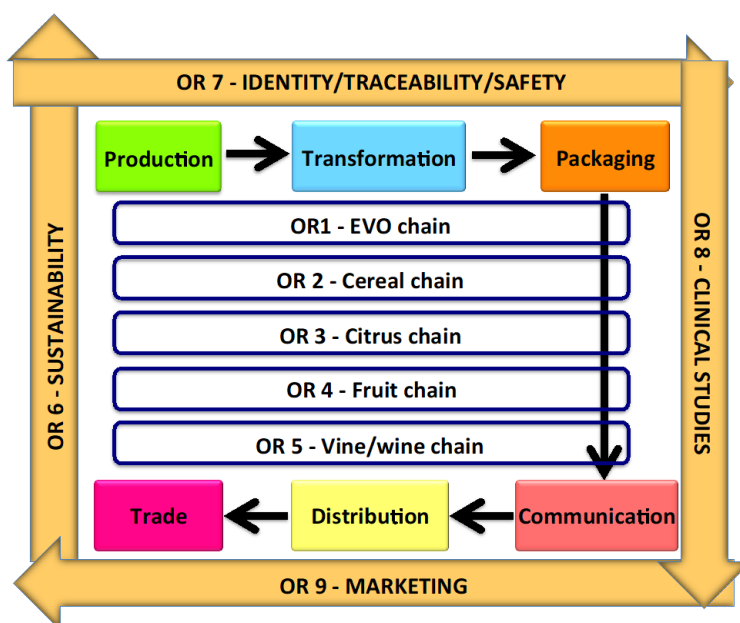 OR 7 - IDENTITY/TRACEABILITY/SAFETY
Production
Transformation
Packaging
OR1 - EVO chain
OR 2 - Cereal chain
OR 3 - Citrus chain
OR 4 - Fruit chain
OR 5 - Vine/wine chain
OR 6 - SUSTAINABILITY
OR 8 - CLINICAL STUDIES
Trade
Distribution
Communication
OR 9 - MARKETING